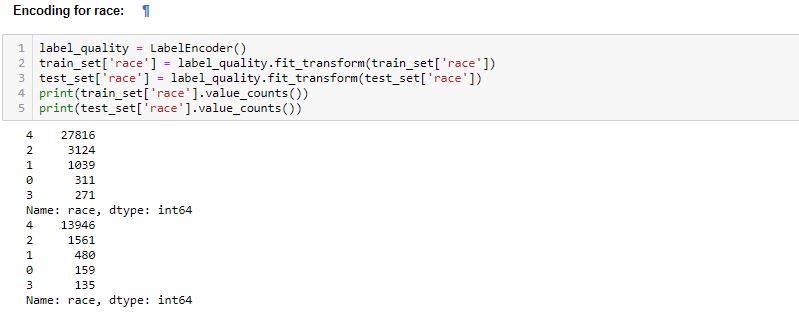 Encoding for race: ¶
1 label_quality = LabelEncoder()
2 train_set['race'] = label_quality.fit_transform(train_set['race'])
3 test_set['race'] = label_quality.fit_transform(test_set['race'])
4 print(train_set['race'].value_counts())
5 print(test_set['race'].value_counts())
4 27816
2 3124
1 1039
0 311
3 271
Name: race, dtype: int64
4 13946
2 1561
1 480
0 159
3 135
Name: race, dtype: int64